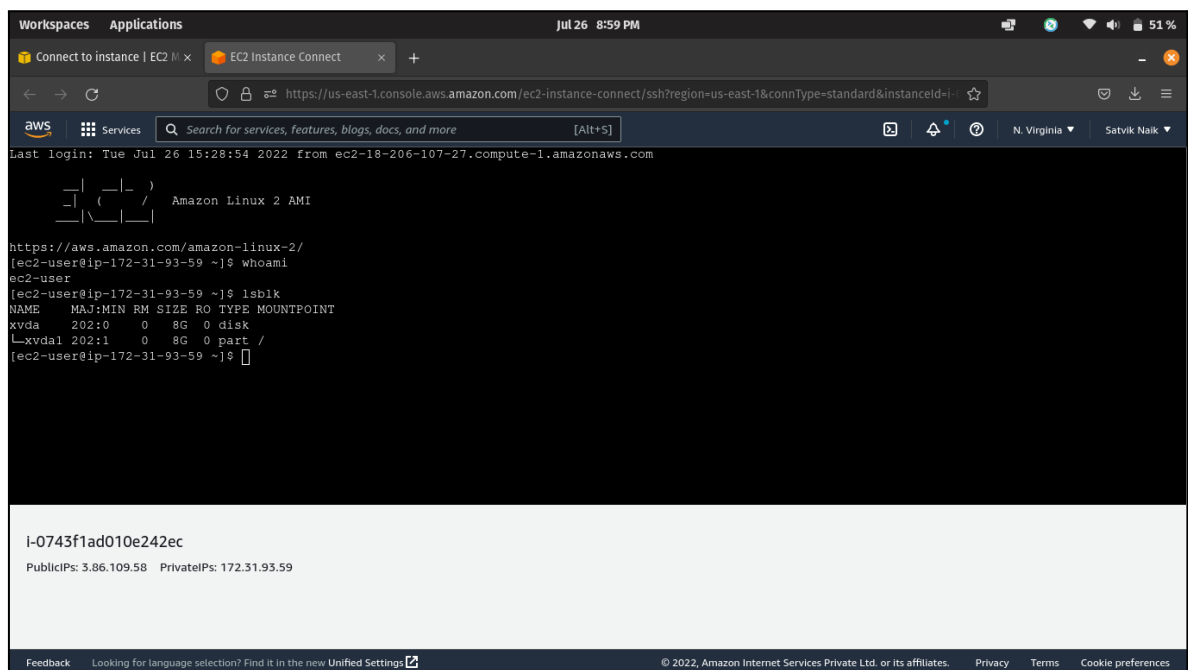 Workspaces Applications Jul 26 8:59 PM 51 %
Connect to instance | EC2 M × EC2 Instance Connect × +
https://us-east-1.console.aws.amazon.com/ec2-instance-connect/ssh?region=us-east-1&connType=standard&instanceId=i-
aws Services Search for services, features, blogs, docs, and more [Alt+S] N. Virginia ▼ Satvik Naik ▼
Last login: Tue Jul 26 15:28:54 2022 from ec2-18-206-107-27.compute-1.amazonaws.com
__| __|_ )
_| ( / Amazon Linux 2 AMI
___|\___|___|
https://aws.amazon.com/amazon-linux-2/
[ec2-user@ip-172-31-93-59 ~]$ whoami
ec2-user
[ec2-user@ip-172-31-93-59 ~]$ lsblk
NAME MAJ:MIN RM SIZE RO TYPE MOUNTPOINT
xvda 202:0 0 8G 0 disk
└─xvda1 202:1 0 8G 0 part /
[ec2-user@ip-172-31-93-59 ~]$
i-0743f1ad010e242ec
PublicIPs: 3.86.109.58 PrivateIPs: 172.31.93.59
Feedback Looking for language selection? Find it in the new Unified Settings © 2022, Amazon Internet Services Private Ltd. or its affiliates. Privacy Terms Cookie preferences